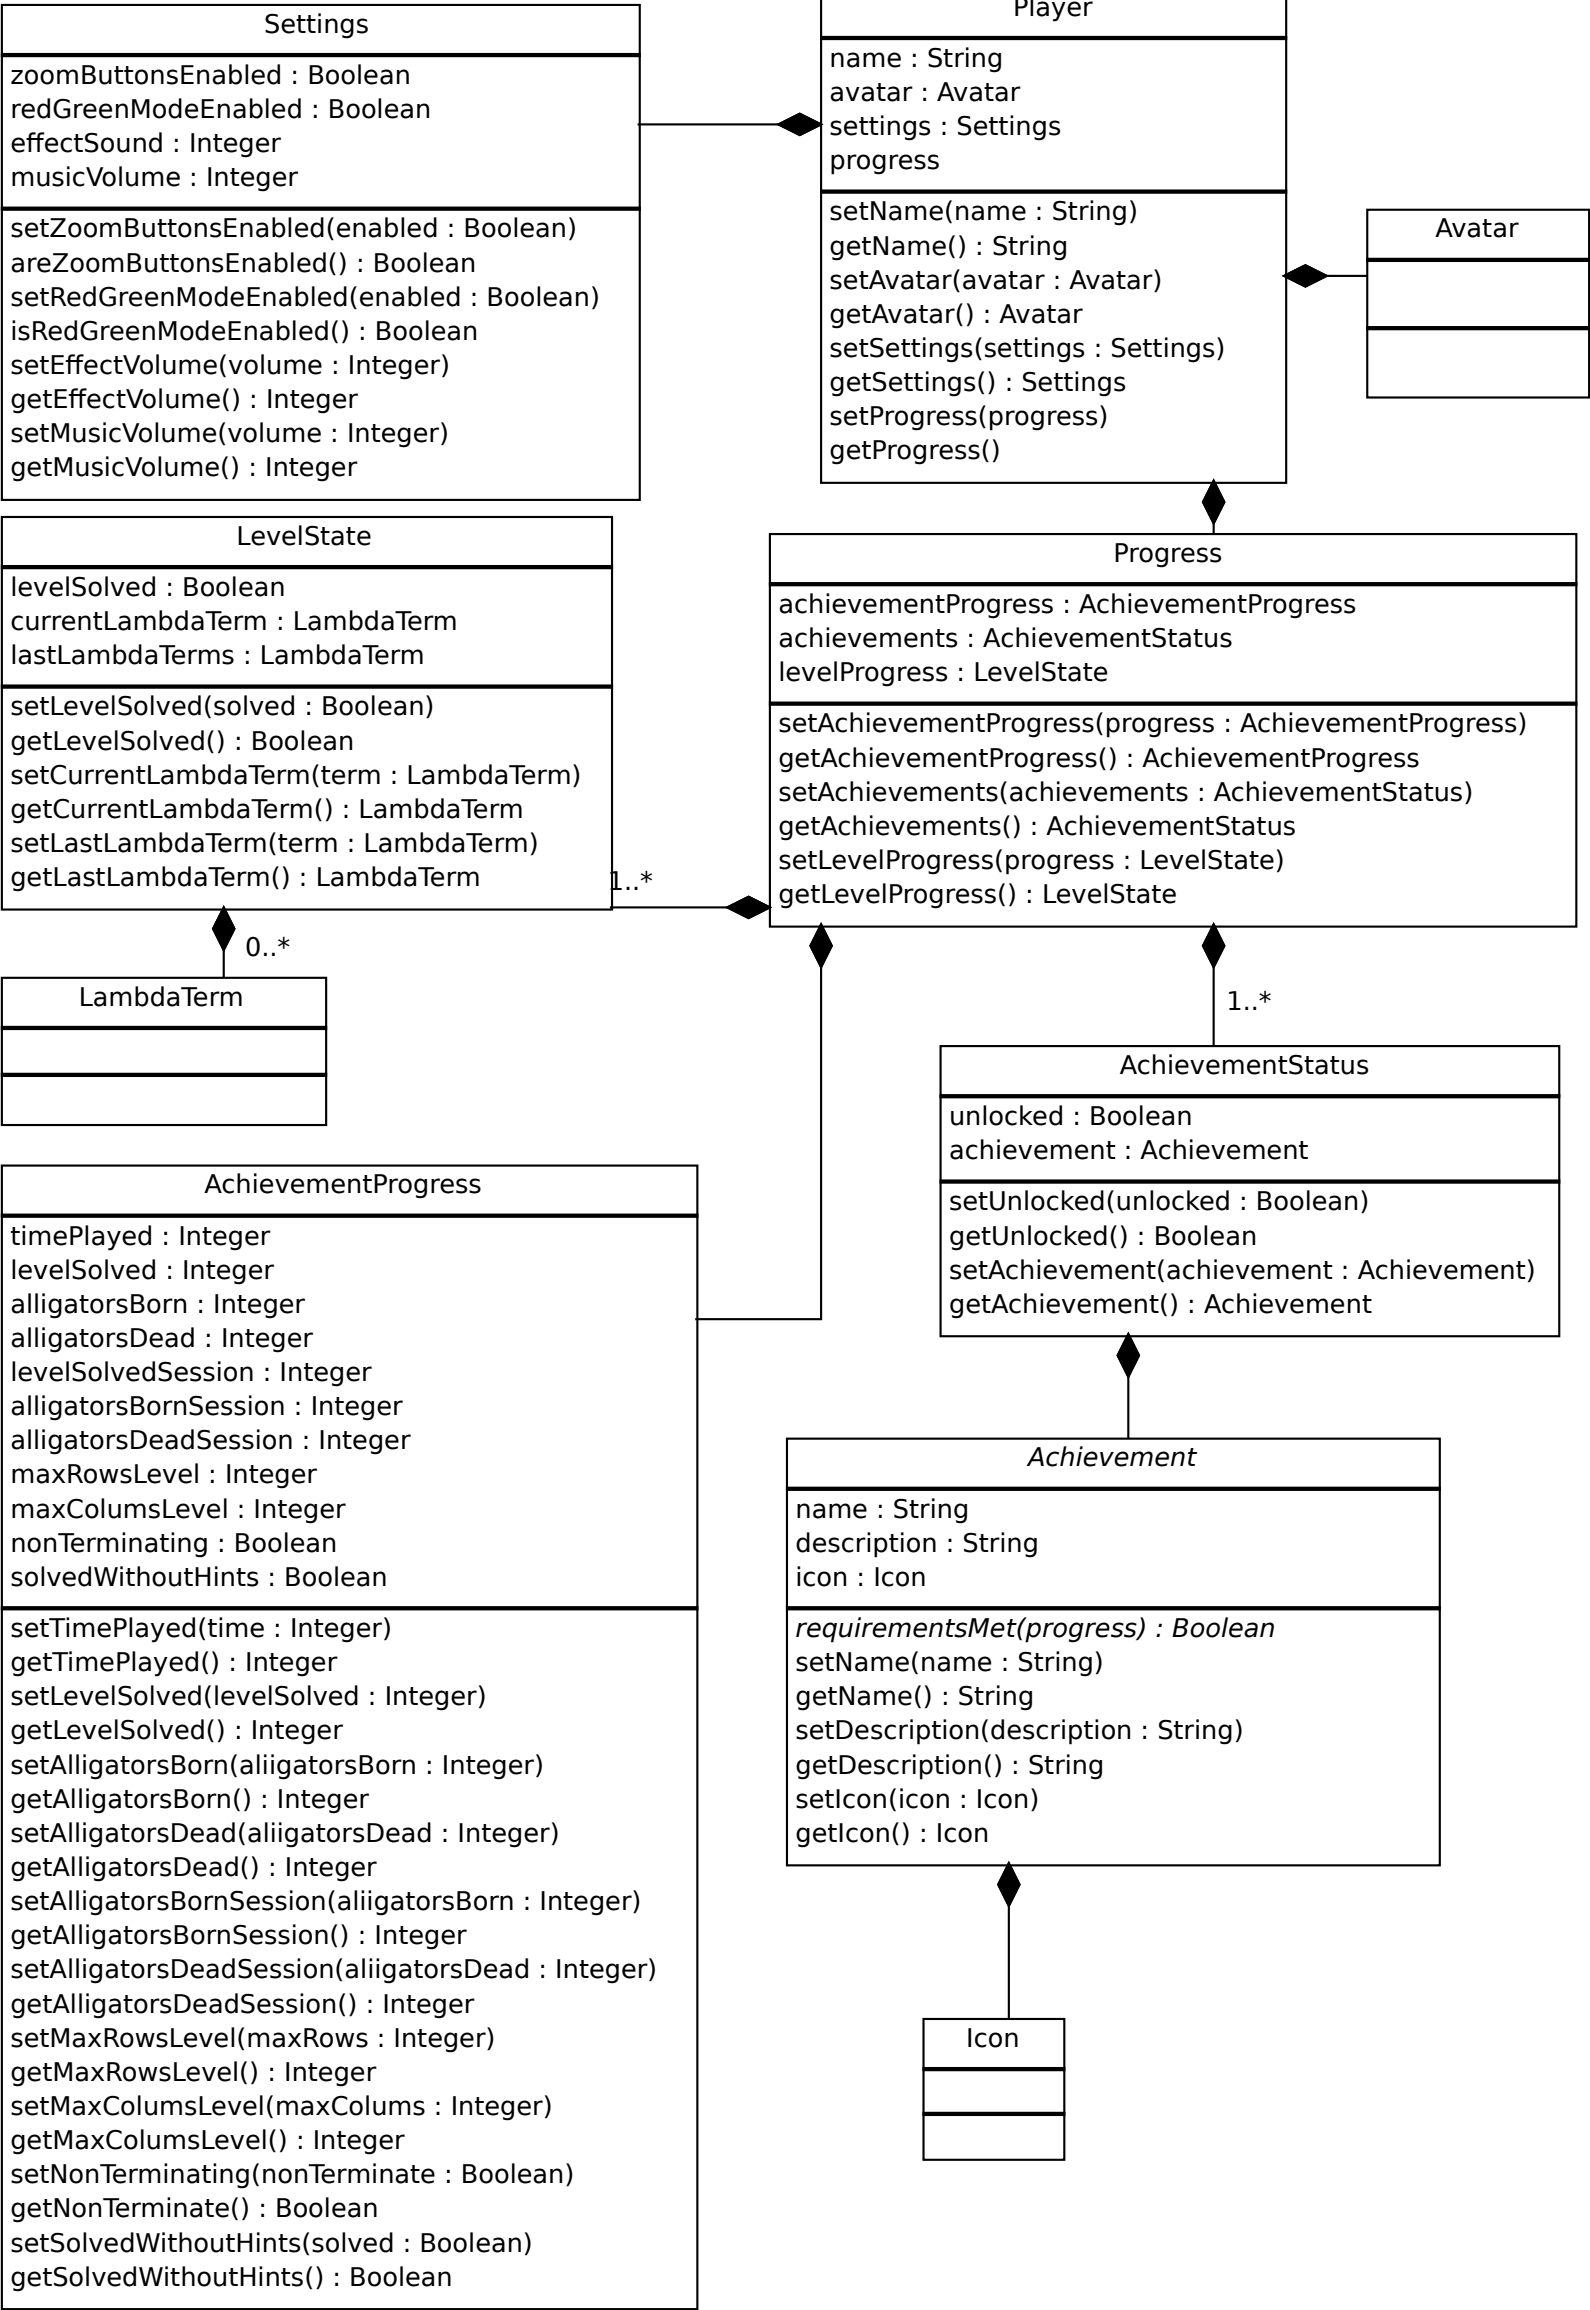 Settings
zoomButtonsEnabled : Boolean
redGreenModeEnabled : Boolean
effectSound : Integer
musicVolume : Integer
setZoomButtonsEnabled(enabled : Boolean)
areZoomButtonsEnabled() : Boolean
setRedGreenModeEnabled(enabled : Boolean)
isRedGreenModeEnabled() : Boolean
setEffectVolume(volume : Integer)
getEffectVolume() : Integer
setMusicVolume(volume : Integer)
getMusicVolume() : Integer
Player
name : String
avatar : Avatar
settings : Settings
progress
setName(name : String)
getName() : String
setAvatar(avatar : Avatar)
getAvatar() : Avatar
setSettings(settings : Settings)
getSettings() : Settings
setProgress(progress)
getProgress()
Avatar
LevelState
levelSolved : Boolean
currentLambdaTerm : LambdaTerm
lastLambdaTerms : LambdaTerm
setLevelSolved(solved : Boolean)
getLevelSolved() : Boolean
setCurrentLambdaTerm(term : LambdaTerm)
getCurrentLambdaTerm() : LambdaTerm
setLastLambdaTerm(term : LambdaTerm)
getLastLambdaTerm() : LambdaTerm
1..*
Progress
achievementProgress : AchievementProgress
achievements : AchievementStatus
levelProgress : LevelState
setAchievementProgress(progress : AchievementProgress)
getAchievementProgress() : AchievementProgress
setAchievements(achievements : AchievementStatus)
getAchievements() : AchievementStatus
setLevelProgress(progress : LevelState)
getLevelProgress() : LevelState
0..*
LambdaTerm
1..*
AchievementStatus
unlocked : Boolean
achievement : Achievement
setUnlocked(unlocked : Boolean)
getUnlocked() : Boolean
setAchievement(achievement : Achievement)
getAchievement() : Achievement
AchievementProgress
timePlayed : Integer
levelSolved : Integer
alligatorsBorn : Integer
alligatorsDead : Integer
levelSolvedSession : Integer
alligatorsBornSession : Integer
alligatorsDeadSession : Integer
maxRowsLevel : Integer
maxColumsLevel : Integer
nonTerminating : Boolean
solvedWithoutHints : Boolean
setTimePlayed(time : Integer)
getTimePlayed() : Integer
setLevelSolved(levelSolved : Integer)
getLevelSolved() : Integer
setAlligatorsBorn(aliigatorsBorn : Integer)
getAlligatorsBorn() : Integer
setAlligatorsDead(aliigatorsDead : Integer)
getAlligatorsDead() : Integer
setAlligatorsBornSession(aliigatorsBorn : Integer)
getAlligatorsBornSession() : Integer
setAlligatorsDeadSession(aliigatorsDead : Integer)
getAlligatorsDeadSession() : Integer
setMaxRowsLevel(maxRows : Integer)
getMaxRowsLevel() : Integer
setMaxColumsLevel(maxColums : Integer)
getMaxColumsLevel() : Integer
setNonTerminating(nonTerminate : Boolean)
getNonTerminate() : Boolean
setSolvedWithoutHints(solved : Boolean)
getSolvedWithoutHints() : Boolean
Achievement
name : String
description : String
icon : Icon
requirementsMet(progress) : Boolean
setName(name : String)
getName() : String
setDescription(description : String)
getDescription() : String
setIcon(icon : Icon)
getIcon() : Icon
Icon